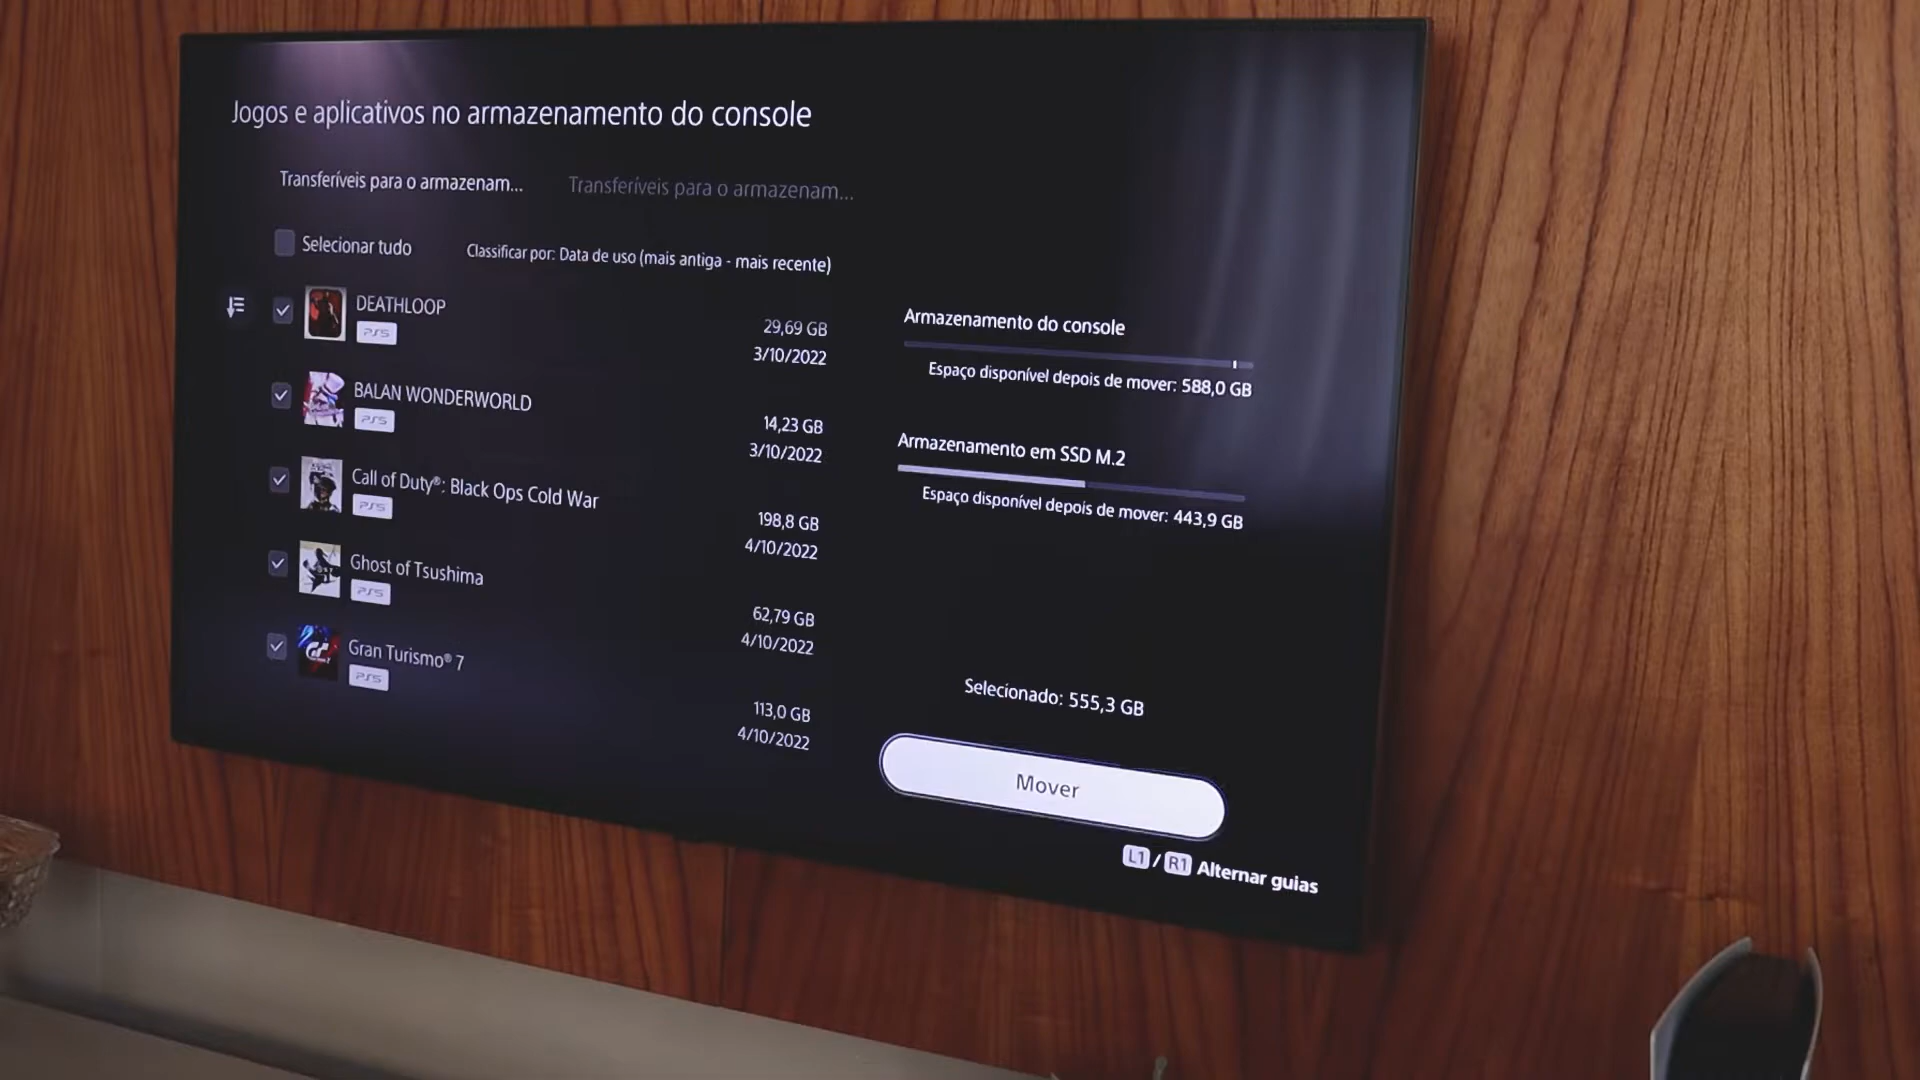 Jogos e aplicativos no armazenamento do console
Transferíveis para o armazenam...
Transferíveis para o armazenam...
Selecionar tudo
Classificar por: Data de uso (mais antiga - mais recente)
DEATHLOOP
PS5
29,69 GB
3/10/2022
BALAN WONDERWORLD
PS5
14,23 GB
3/10/2022
Call of Duty®: Black Ops Cold War
PS5
198,8 GB
4/10/2022
Ghost of Tsushima
PS5
62,79 GB
4/10/2022
Gran Turismo® 7
PS5
113,0 GB
4/10/2022
Armazenamento do console
Espaço disponível depois de mover: 588,0 GB
Armazenamento em SSD M.2
Espaço disponível depois de mover: 443,9 GB
Selecionado: 555,3 GB
Mover
L1 / R1 Alternar guias